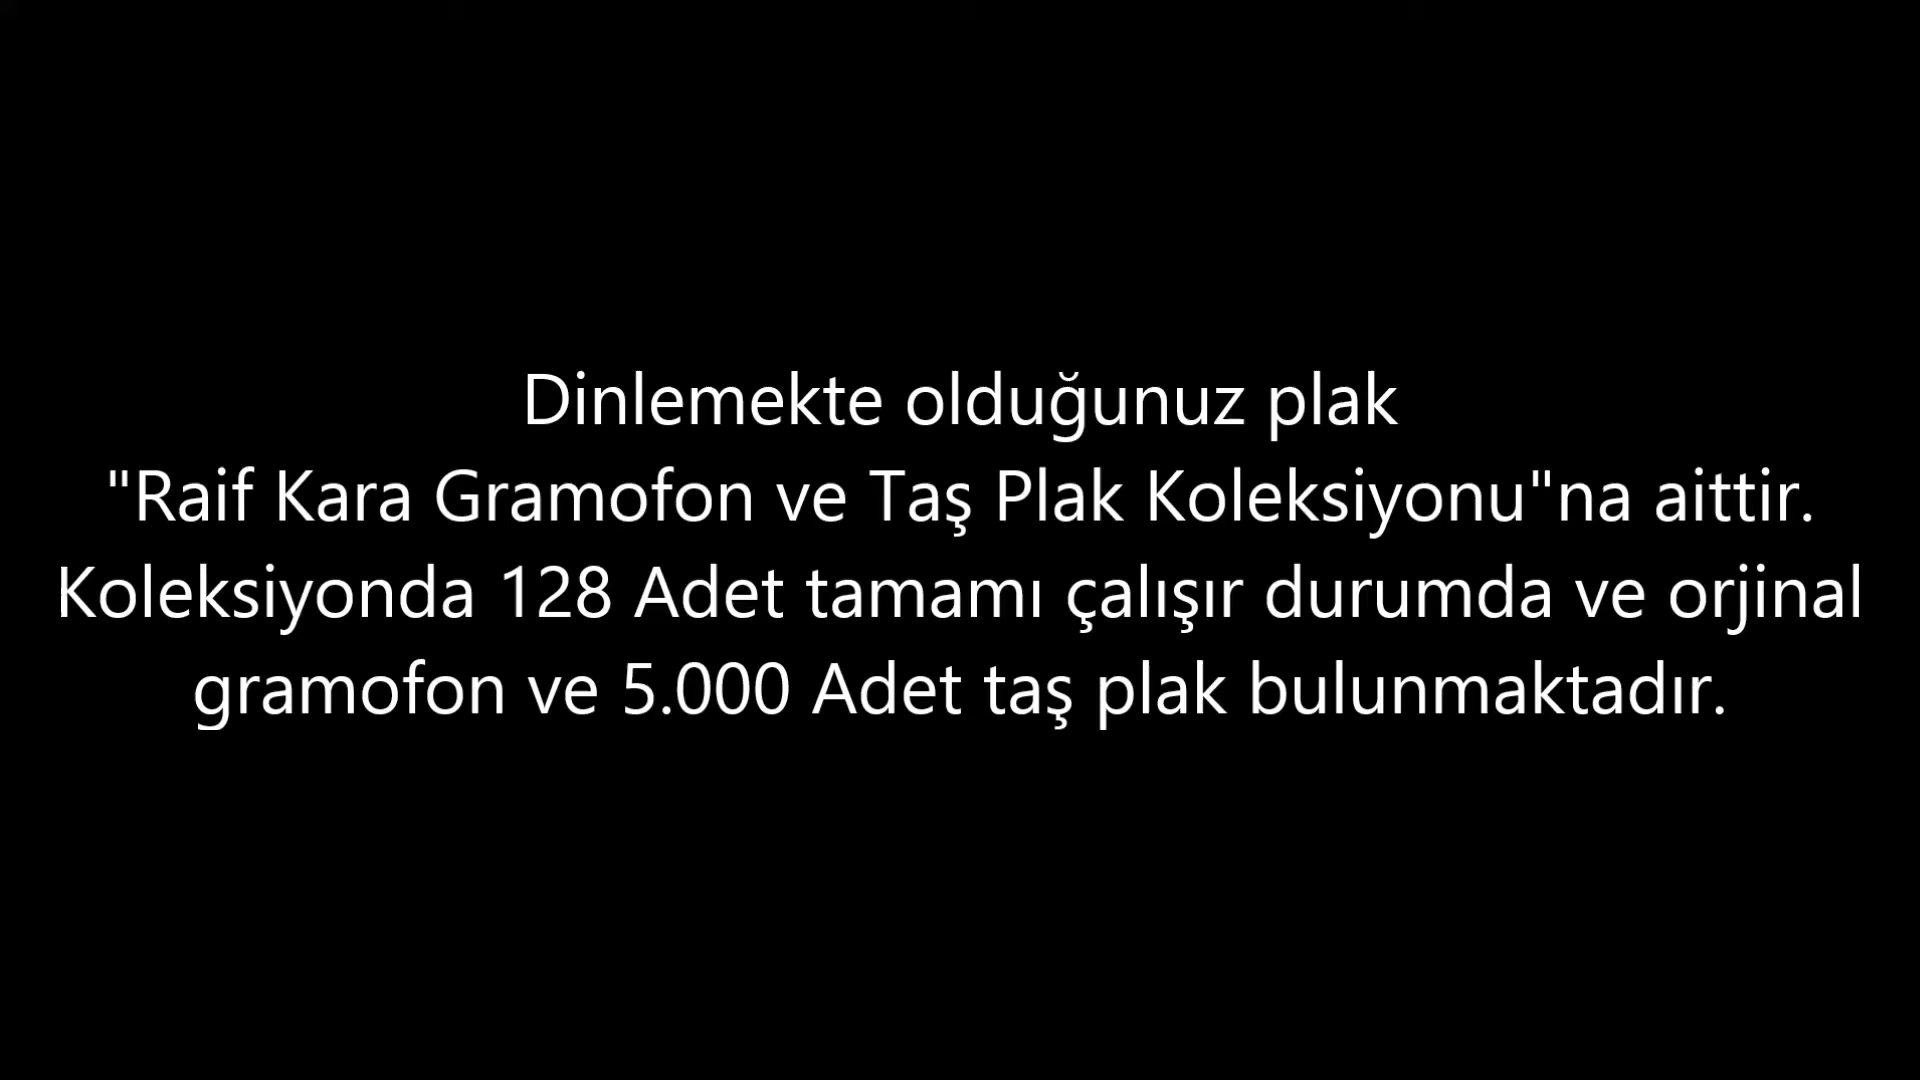 Dinlemekte olduğunuz plak
"Raif Kara Gramofon ve Taş Plak Koleksiyonu"na aittir.
Koleksiyonda 128 Adet tamamı çalışır durumda ve orjinal
gramofon ve 5.000 Adet taş plak bulunmaktadır.